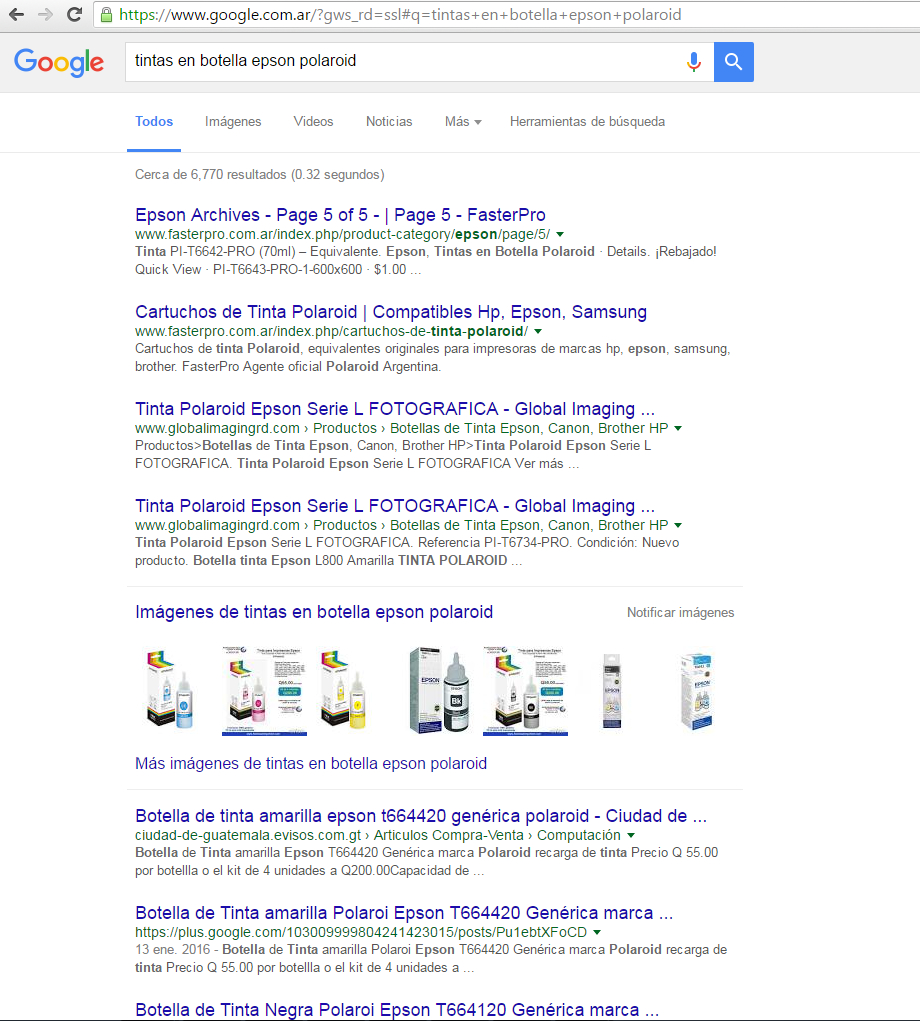 https://www.google.com.ar/?gws_rd=ssl#q=tintas+en+botella+epson+polaroid
Google
tintas en botella epson polaroid
Todos Imágenes Videos Noticias Más Herramientas de búsqueda
Cerca de 6,770 resultados (0.32 segundos)
Epson Archives - Page 5 of 5 - | Page 5 - FasterPro
www.fasterpro.com.ar/index.php/product-category/epson/page/5/
Tinta PI-T6642-PRO (70ml) – Equivalente. Epson, Tintas en Botella Polaroid · Details. ¡Rebajado!
Quick View · PI-T6643-PRO-1-600x600 · $1.00 ...
Cartuchos de Tinta Polaroid | Compatibles Hp, Epson, Samsung
www.fasterpro.com.ar/index.php/cartuchos-de-tinta-polaroid/
Cartuchos de tinta Polaroid, equivalentes originales para impresoras de marcas hp, epson, samsung,
brother. FasterPro Agente oficial Polaroid Argentina.
Tinta Polaroid Epson Serie L FOTOGRAFICA - Global Imaging ...
www.globalimagingrd.com › Productos › Botellas de Tinta Epson, Canon, Brother HP
Productos>Botellas de Tinta Epson, Canon, Brother HP>Tinta Polaroid Epson Serie L
FOTOGRAFICA. Tinta Polaroid Epson Serie L FOTOGRAFICA Ver más ...
Tinta Polaroid Epson Serie L FOTOGRAFICA - Global Imaging ...
www.globalimagingrd.com › Productos › Botellas de Tinta Epson, Canon, Brother HP
Tinta Polaroid Epson Serie L FOTOGRAFICA. Referencia PI-T6734-PRO. Condición: Nuevo
producto. Botella tinta Epson L800 Amarilla TINTA POLAROID ...
Imágenes de tintas en botella epson polaroid Notificar imágenes
EPSON
Bk
EPSON
EPSON
Más imágenes de tintas en botella epson polaroid
Botella de tinta amarilla epson t664420 genérica polaroid - Ciudad de ...
ciudad-de-guatemala.evisos.com.gt › Articulos Compra-Venta › Computación
Botella de Tinta amarilla Epson T664420 Genérica marca Polaroid recarga de tinta Precio Q 55.00
por botellla o el kit de 4 unidades a Q200.00Capacidad de ...
Botella de Tinta amarilla Polaroi Epson T664420 Genérica marca ...
https://plus.google.com/103009999804241423015/posts/Pu1ebtXFoCD
13 ene. 2016 - Botella de Tinta amarilla Polaroi Epson T664420 Genérica marca Polaroid recarga de
tinta Precio Q 55.00 por botellla o el kit de 4 unidades a ...
Botella de Tinta Negra Polaroi Epson T664120 Genérica marca ...